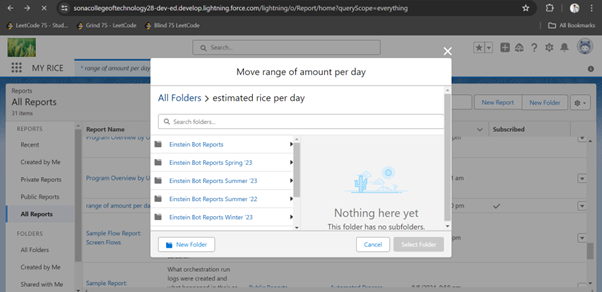 sonacollegeoftechnology28-dev-ed.develop.lightning.force.com/lightning/o/Report/home?queryScope=everything
LeetCode 75 - Stud...
Grind 75 - LeetCode
Blind 75 LeetCode
All Bookmarks
Search...
MY RICE
* range of amount per day
Reports
All Reports
31 items
New Report
New Folder
REPORTS
Recent
Created by Me
Private Reports
Public Reports
All Reports
FOLDERS
All Folders
Created by Me
Shared with Me
Report Name
Subscribed
Program Overview by U
Program Overview by U
range of amount per day
Sample Flow Report:
Screen Flows
Sample Report:
What orchestration run
logs were created and
Move range of amount per day
All Folders > estimated rice per day
Search folders...
Einstein Bot Reports
Einstein Bot Reports Spring '23
Einstein Bot Reports Summer '23
Einstein Bot Reports Summer '22
Einstein Bot Reports Winter '23
Nothing here yet
This folder has no subfolders.
New Folder
Cancel
Select Folder